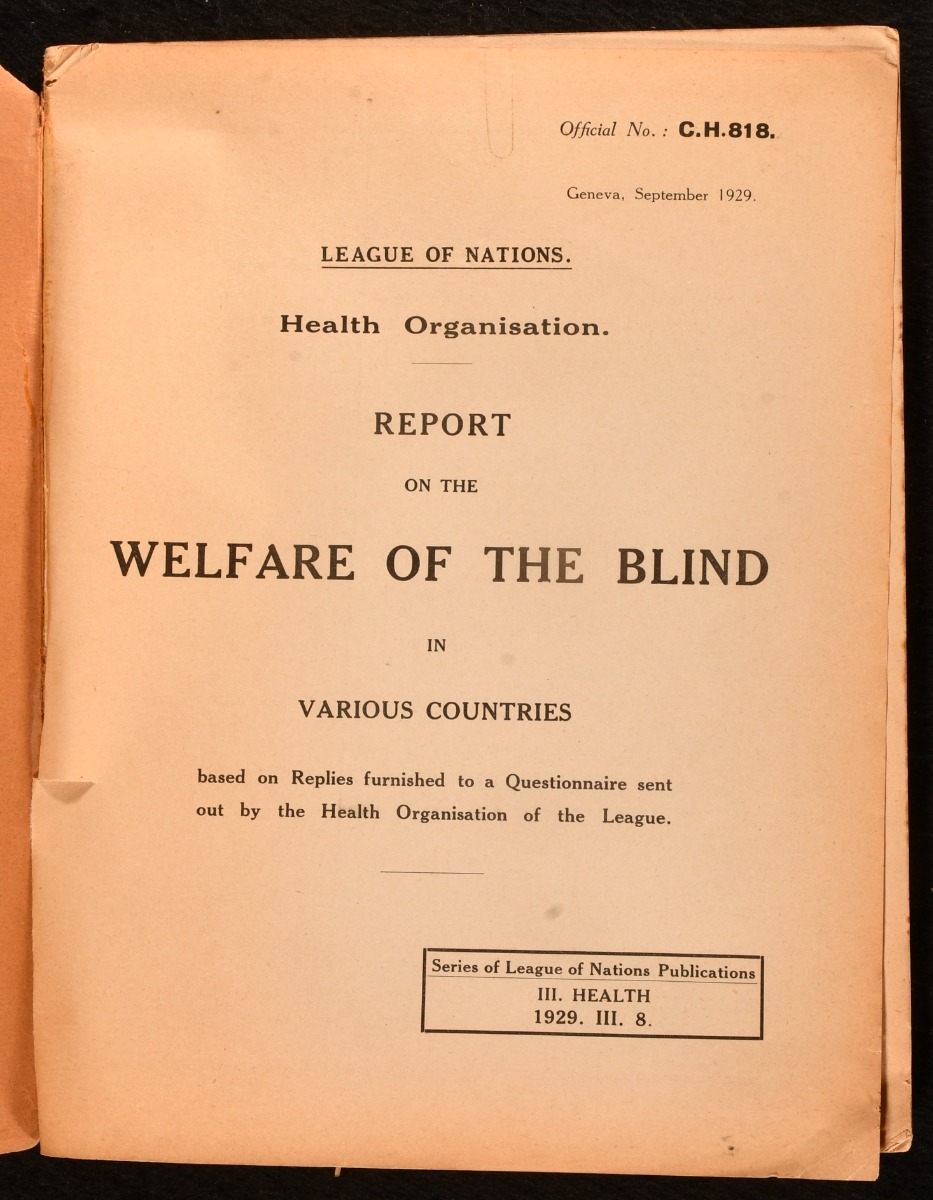 Official No. : C.H.818.
Geneva, September 1929.
LEAGUE OF NATIONS.
Health Organisation.
REPORT
ON THE
WELFARE OF THE BLIND
IN
VARIOUS COUNTRIES
based on Replies furnished to a Questionnaire sent
out by the Health Organisation of the League.
Series of League of Nations Publications
III. HEALTH
1929. III. 8.